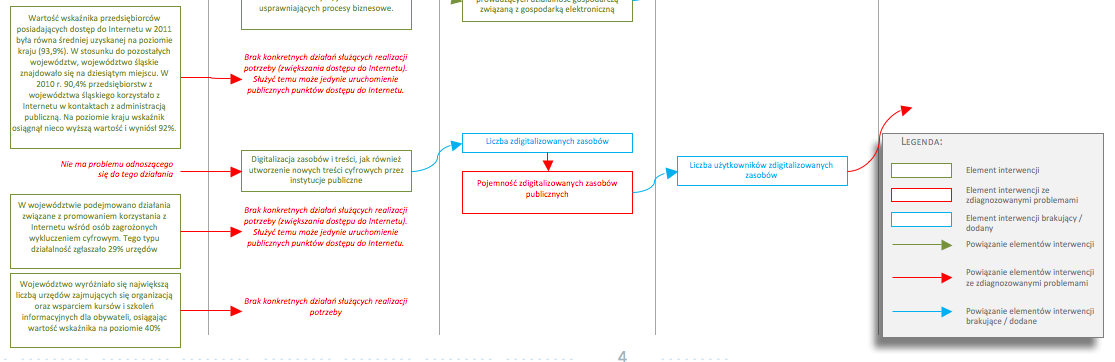 usprawniających procesy biznesowe.
związaną z gospodarką elektroniczną
Wartość wskaźnika przedsiębiorców
posiadających dostęp do Internetu w 2011
była równa średniej uzyskanej na poziomie
kraju (93,9%). W stosunku do pozostałych
województw, województwo śląskie
znajdowało się na dziesiątym miejscu. W
2010 r. 90,4% przedsiębiorstw z
województwa śląskiego korzystało z
Internetu w kontaktach z administracją
publiczną. Na poziomie kraju wskaźnik
osiągnął nieco wyższą wartość i wyniósł 92%.
Brak konkretnych działań służących realizacji
potrzeby (zwiększania dostępu do Internetu).
Służyć temu może jedynie uruchomienie
publicznych punktów dostępu do Internetu.
Nie ma problemu odnoszącego
się do tego działania
Digitalizacja zasobów i treści, jak również
utworzenie nowych treści cyfrowych przez
instytucje publiczne
Liczba zdigitalizowanych zasobów
Pojemność zdigitalizowanych zasobów
publicznych
Liczba użytkowników zdigitalizowanych
zasobów
W województwie podejmowano działania
związane z promowaniem korzystania z
Internetu wśród osób zagrożonych
wykluczeniem cyfrowym. Tego typu
działalność zgłaszało 29% urzędów
Brak konkretnych działań służących realizacji
potrzeby (zwiększania dostępu do Internetu).
Służyć temu może jedynie uruchomienie
publicznych punktów dostępu do Internetu.
Województwo wyróżniało się największą
liczbą urzędów zajmujących się organizacją
oraz wsparciem kursów i szkoleń
informacyjnych dla obywateli, osiągając
wartość wskaźnika na poziomie 40%
Brak konkretnych działań służących realizacji
potrzeby
LEGENDA:
Element interwencji
Element interwencji ze
zdiagnozowanymi problemami
Element interwencji brakujący /
dodany
Powiązanie elementów interwencji
Powiązanie elementów interwencji
ze zdiagnozowanymi problemami
Powiązanie elementów interwencji
brakujące / dodane
4